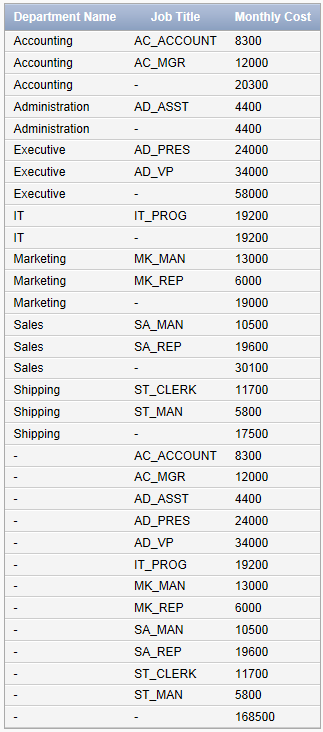 Department Name Job Title Monthly Cost
Accounting AC_ACCOUNT 8300
Accounting AC_MGR 12000
Accounting - 20300
Administration AD_ASST 4400
Administration - 4400
Executive AD_PRES 24000
Executive AD_VP 34000
Executive - 58000
IT IT_PROG 19200
IT - 19200
Marketing MK_MAN 13000
Marketing MK_REP 6000
Marketing - 19000
Sales SA_MAN 10500
Sales SA_REP 19600
Sales - 30100
Shipping ST_CLERK 11700
Shipping ST_MAN 5800
Shipping - 17500
- AC_ACCOUNT 8300
- AC_MGR 12000
- AD_ASST 4400
- AD_PRES 24000
- AD_VP 34000
- IT_PROG 19200
- MK_MAN 13000
- MK_REP 6000
- SA_MAN 10500
- SA_REP 19600
- ST_CLERK 11700
- ST_MAN 5800
- - 168500